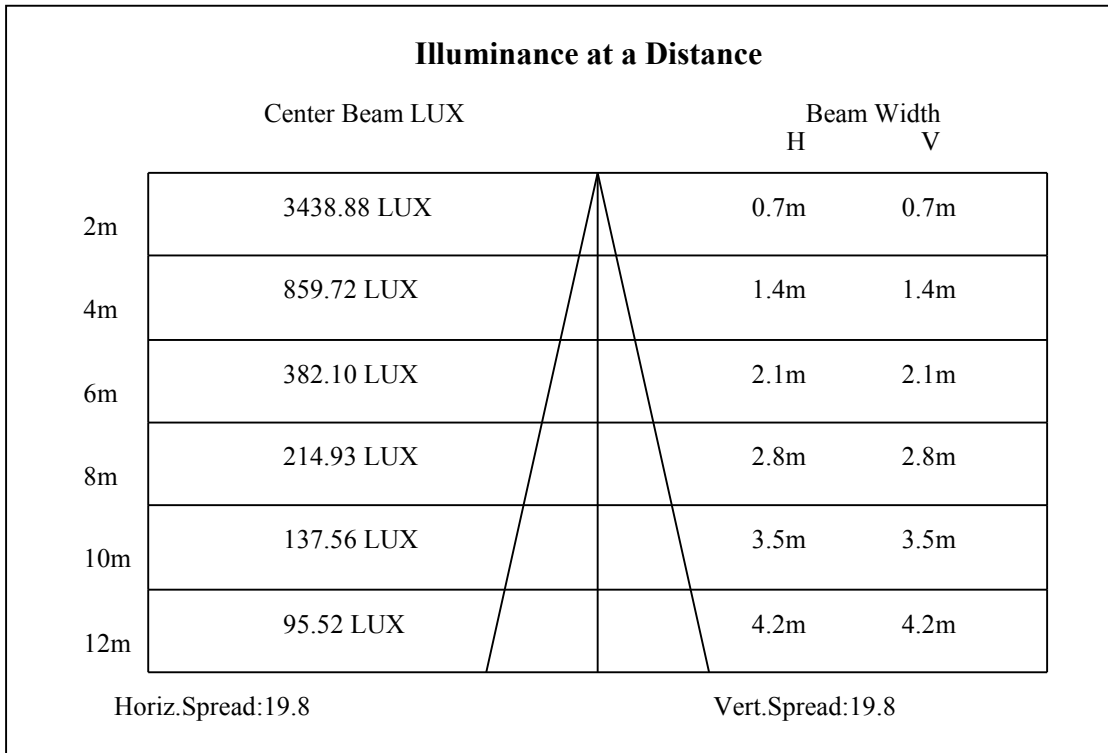 Illuminance at a Distance
Center Beam LUX Beam Width
H V
2m 3438.88 LUX 0.7m 0.7m
4m 859.72 LUX 1.4m 1.4m
6m 382.10 LUX 2.1m 2.1m
8m 214.93 LUX 2.8m 2.8m
10m 137.56 LUX 3.5m 3.5m
12m 95.52 LUX 4.2m 4.2m
Horiz.Spread:19.8 Vert.Spread:19.8